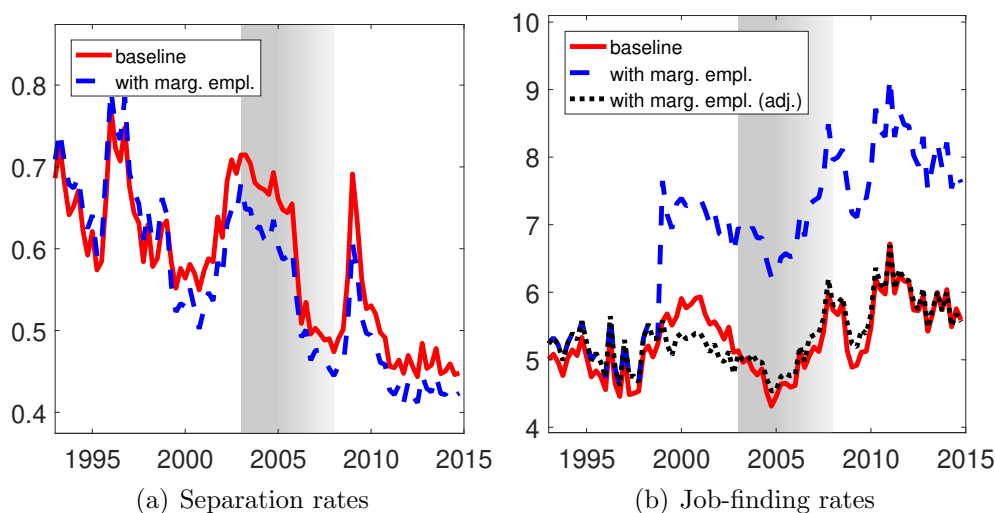 baseline
with marg. empl.
0.8
0.7
0.6
0.5
0.4
1995 2000 2005 2010 2015
(a) Separation rates
baseline
with marg. empl.
with marg. empl. (adj.)
10
9
8
7
6
5
4
1995 2000 2005 2010 2015
(b) Job-finding rates